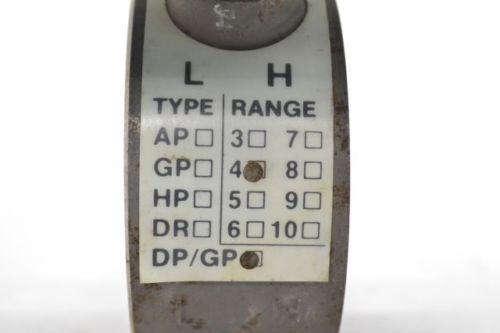 L H
TYPE RANGE
AP 3 7
GP 4 8
HP 5 9
DR 6 10
DP/GP
L H